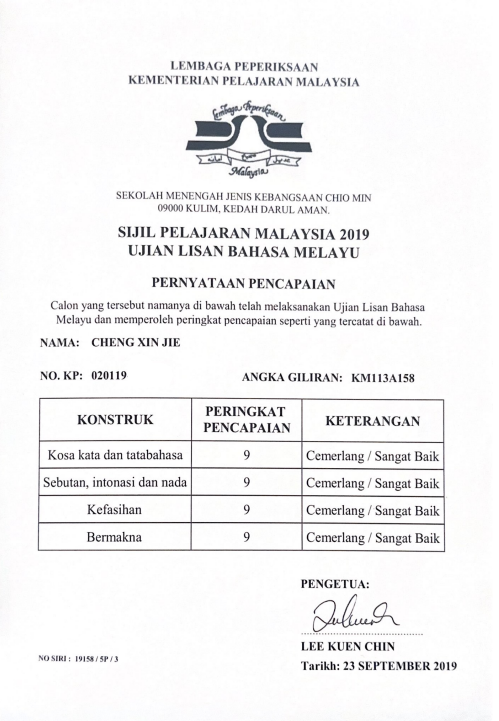 LEMBAGA PEPERIKSAAN
KEMENTERIAN PELAJARAN MALAYSIA
Lembaga Peperiksaan
Malaysia
SEKOLAH MENENGAH JENIS KEBANGSAAN CHIO MIN
09000 KULIM, KEDAH DARUL AMAN.
SIJIL PELAJARAN MALAYSIA 2019
UJIAN LISAN BAHASA MELAYU
PERNYATAAN PENCAPAIAN
Calon yang tersebut namanya di bawah telah melaksanakan Ujian Lisan Bahasa
Melayu dan memperoleh peringkat pencapaian seperti yang tercatat di bawah.
NAMA: CHENG XIN JIE
NO. KP: 020119 ANGKA GILIRAN: KM113A158
KONSTRUK PERINGKAT PENCAPAIAN KETERANGAN
Kosa kata dan tatabahasa 9 Cemerlang / Sangat Baik
Sebutan, intonasi dan nada 9 Cemerlang / Sangat Baik
Kefasihan 9 Cemerlang / Sangat Baik
Bermakna 9 Cemerlang / Sangat Baik
PENGETUA:
LEE KUEN CHIN
NO SIRI : 19158 / 5P / 3
Tarikh: 23 SEPTEMBER 2019